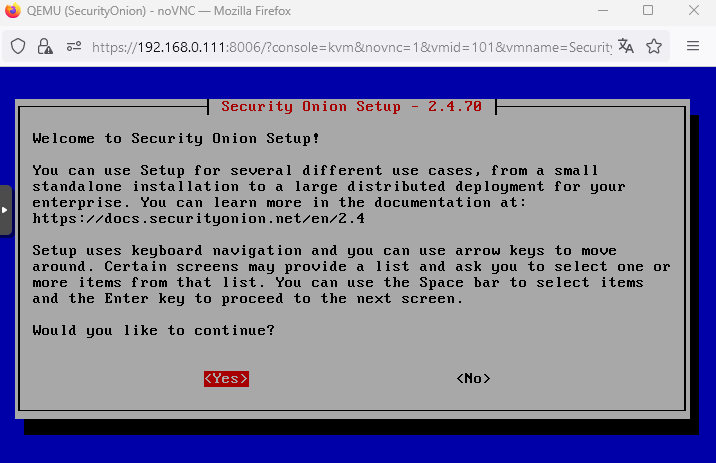 QEMU (SecurityOnion) - noVNC — Mozilla Firefox
https://192.168.0.111:8006/?console=kvm&novnc=1&vmid=101&vmname=Securit
Security Onion Setup - 2.4.70
Welcome to Security Onion Setup!
You can use Setup for several different use cases, from a small
standalone installation to a large distributed deployment for your
enterprise. You can learn more in the documentation at:
https://docs.securityonion.net/en/2.4
Setup uses keyboard navigation and you can use arrow keys to move
around. Certain screens may provide a list and ask you to select one or
more items from that list. You can use the Space bar to select items
and the Enter key to proceed to the next screen.
Would you like to continue?
<Yes> <No>